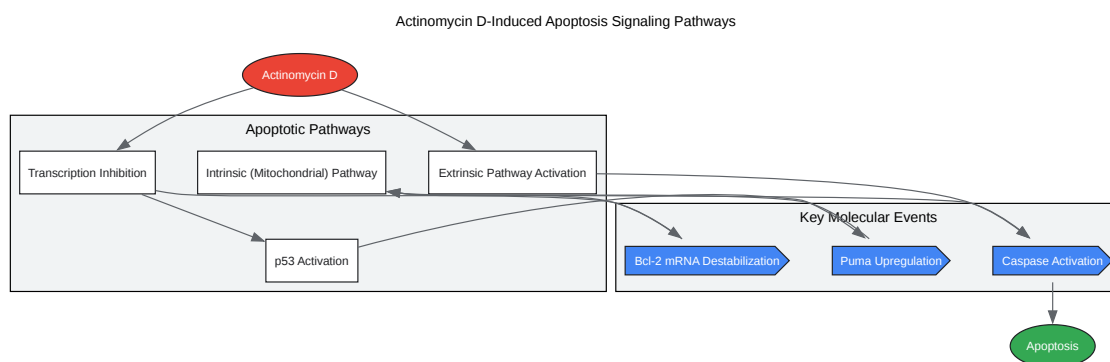 Actinomycin D-Induced Apoptosis Signaling Pathways
Actinomycin D
Apoptotic Pathways
Transcription Inhibition
Intrinsic (Mitochondrial) Pathway
Extrinsic Pathway Activation
Key Molecular Events
p53 Activation
Bcl-2 mRNA Destabilization
Puma Upregulation
Caspase Activation
Apoptosis